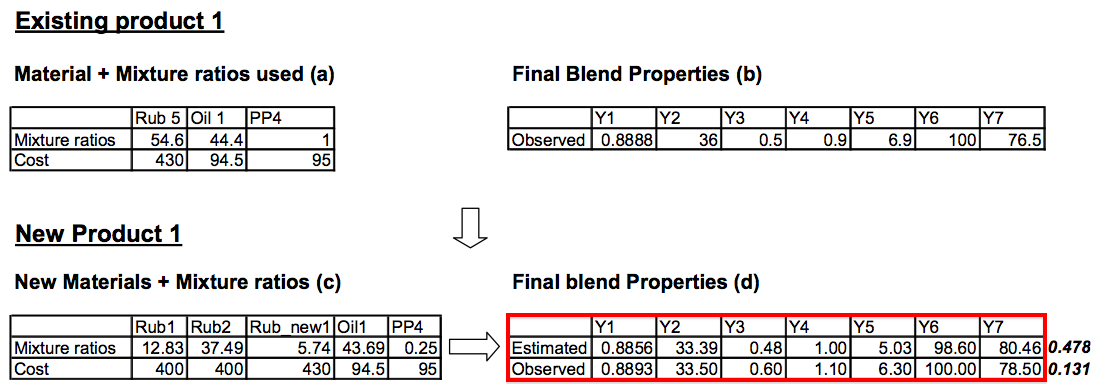 Existing product 1
Material + Mixture ratios used (a) Final Blend Properties (b)
Rub 5 Oil 1 PP4 Y1 Y2 Y3 Y4 Y5 Y6 Y7
Mixture ratios 54.6 44.4 1 Observed 0.8888 36 0.5 0.9 6.9 100 76.5
Cost 430 94.5 95
New Product 1
New Materials + Mixture ratios (c) Final blend Properties (d)
Rub1 Rub2 Rub_new1 Oil1 PP4 Y1 Y2 Y3 Y4 Y5 Y6 Y7
Mixture ratios 12.83 37.49 5.74 43.69 0.25 Estimated 0.8856 33.39 0.48 1.00 5.03 98.60 80.46 0.478
Cost 400 400 430 94.5 95 Observed 0.8893 33.50 0.60 1.10 6.30 100.00 78.50 0.131